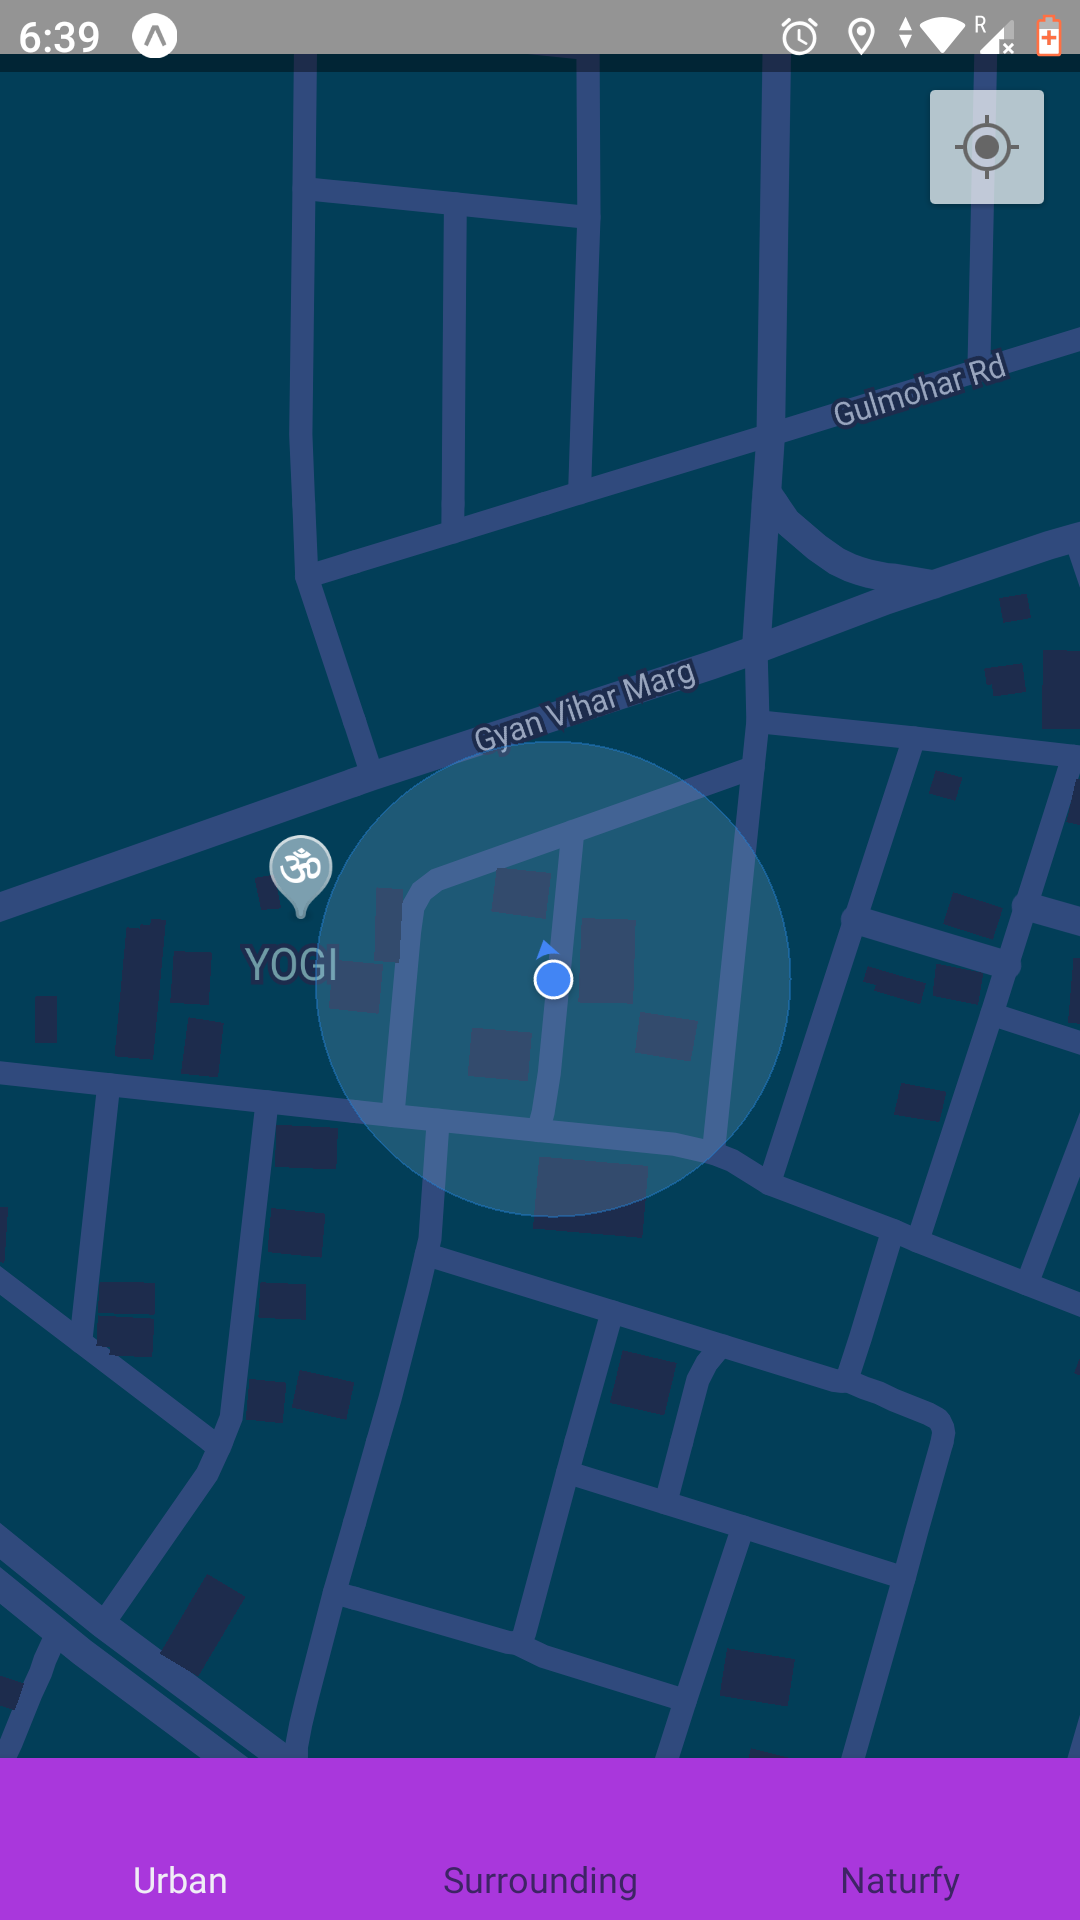 6:39
R
Gulmohar Rd
Gyan Vihar Marg
ॐ
YOGI
Urban
Surrounding
Naturfy